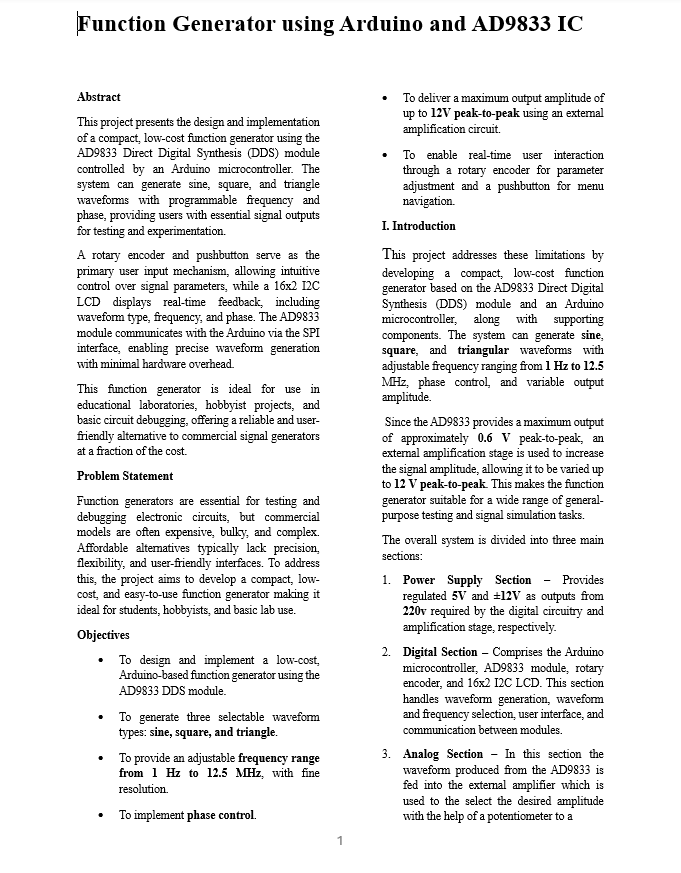 Function Generator using Arduino and AD9833 IC
Abstract
This project presents the design and implementation
of a compact, low-cost function generator using the
AD9833 Direct Digital Synthesis (DDS) module
controlled by an Arduino microcontroller. The
system can generate sine, square, and triangle
waveforms with programmable frequency and
phase, providing users with essential signal outputs
for testing and experimentation.
A rotary encoder and pushbutton serve as the
primary user input mechanism, allowing intuitive
control over signal parameters, while a 16x2 I2C
LCD displays real-time feedback, including
waveform type, frequency, and phase. The AD9833
module communicates with the Arduino via the SPI
interface, enabling precise waveform generation
with minimal hardware overhead.
This function generator is ideal for use in
educational laboratories, hobbyist projects, and
basic circuit debugging, offering a reliable and user-
friendly alternative to commercial signal generators
at a fraction of the cost.
Problem Statement
Function generators are essential for testing and
debugging electronic circuits, but commercial
models are often expensive, bulky, and complex.
Affordable alternatives typically lack precision,
flexibility, and user-friendly interfaces. To address
this, the project aims to develop a compact, low-
cost, and easy-to-use function generator making it
ideal for students, hobbyists, and basic lab use.
Objectives
• To design and implement a low-cost,
Arduino-based function generator using the
AD9833 DDS module.
• To generate three selectable waveform
types: sine, square, and triangle.
• To provide an adjustable frequency range
from 1 Hz to 12.5 MHz, with fine
resolution.
• To implement phase control.
• To deliver a maximum output amplitude of
up to 12V peak-to-peak using an external
amplification circuit.
• To enable real-time user interaction
through a rotary encoder for parameter
adjustment and a pushbutton for menu
navigation.
I. Introduction
This project addresses these limitations by
developing a compact, low-cost function
generator based on the AD9833 Direct Digital
Synthesis (DDS) module and an Arduino
microcontroller, along with supporting
components. The system can generate sine,
square, and triangular waveforms with
adjustable frequency ranging from 1 Hz to 12.5
MHz, phase control, and variable output
amplitude.
Since the AD9833 provides a maximum output
of approximately 0.6 V peak-to-peak, an
external amplification stage is used to increase
the signal amplitude, allowing it to be varied up
to 12 V peak-to-peak. This makes the function
generator suitable for a wide range of general-
purpose testing and signal simulation tasks.
The overall system is divided into three main
sections:
1. Power Supply Section – Provides
regulated 5V and ±12V as outputs from
220v required by the digital circuitry and
amplification stage, respectively.
2. Digital Section – Comprises the Arduino
microcontroller, AD9833 module, rotary
encoder, and 16x2 I2C LCD. This section
handles waveform generation, waveform
and frequency selection, user interface, and
communication between modules.
3. Analog Section – In this section the
waveform produced from the AD9833 is
fed into the external amplifier which is
used to the select the desired amplitude
with the help of a potentiometer to a
1